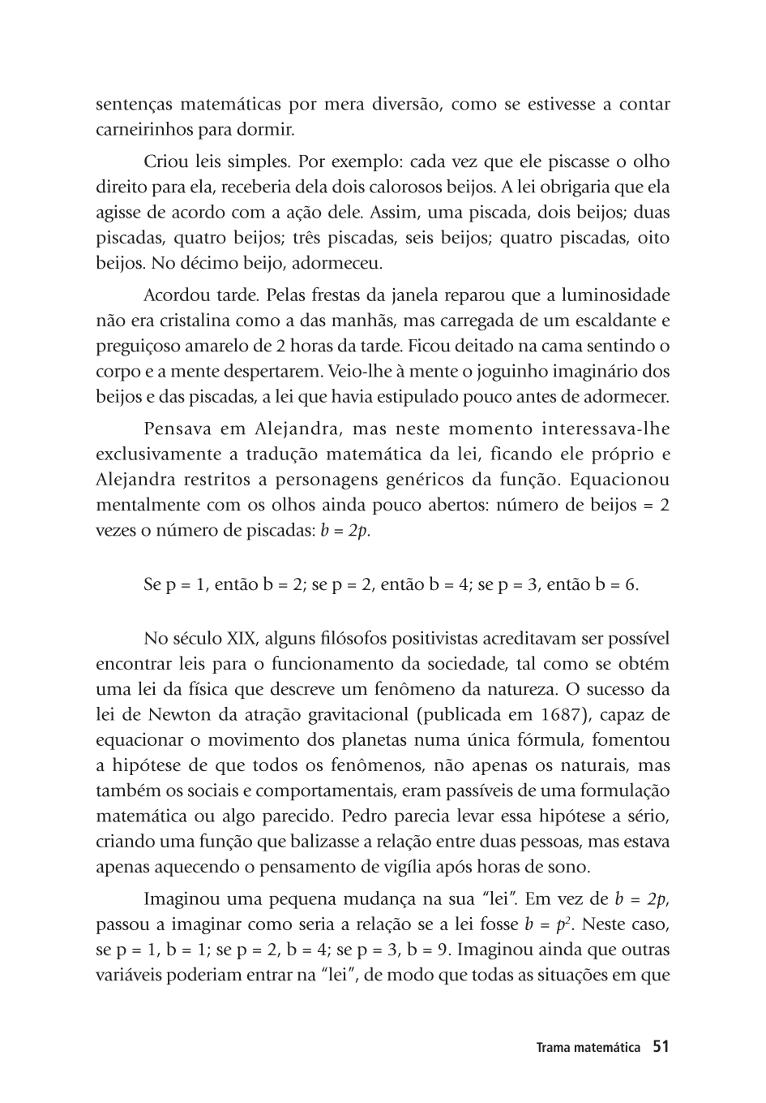 sentenças matemáticas por mera diversão, como se estivesse a contar
carneirinhos para dormir.
Criou leis simples. Por exemplo: cada vez que ele piscasse o olho
direito para ela, receberia dela dois calorosos beijos. A lei obrigaria que ela
agisse de acordo com a ação dele. Assim, uma piscada, dois beijos; duas
piscadas, quatro beijos; três piscadas, seis beijos; quatro piscadas, oito
beijos. No décimo beijo, adormeceu.
Acordou tarde. Pelas frestas da janela reparou que a luminosidade
não era cristalina como a das manhãs, mas carregada de um escaldante e
preguiçoso amarelo de 2 horas da tarde. Ficou deitado na cama sentindo o
corpo e a mente despertarem. Veio-lhe à mente o joguinho imaginário dos
beijos e das piscadas, a lei que havia estipulado pouco antes de adormecer.
Pensava em Alejandra, mas neste momento interessava-lhe
exclusivamente a tradução matemática da lei, ficando ele próprio e
Alejandra restritos a personagens genéricos da função. Equacionou
mentalmente com os olhos ainda pouco abertos: número de beijos = 2
vezes o número de piscadas: b = 2p.
Se p = 1, então b = 2; se p = 2, então b = 4; se p = 3, então b = 6.
No século XIX, alguns filósofos positivistas acreditavam ser possível
encontrar leis para o funcionamento da sociedade, tal como se obtém
uma lei da física que descreve um fenômeno da natureza. O sucesso da
lei de Newton da atração gravitacional (publicada em 1687), capaz de
equacionar o movimento dos planetas numa única fórmula, fomentou
a hipótese de que todos os fenômenos, não apenas os naturais, mas
também os sociais e comportamentais, eram passíveis de uma formulação
matemática ou algo parecido. Pedro parecia levar essa hipótese a sério,
criando uma função que balizasse a relação entre duas pessoas, mas estava
apenas aquecendo o pensamento de vigília após horas de sono.
Imaginou uma pequena mudança na sua “lei”. Em vez de b = 2p,
passou a imaginar como seria a relação se a lei fosse b = p². Neste caso,
se p = 1, b = 1; se p = 2, b = 4; se p = 3, b = 9. Imaginou ainda que outras
variáveis poderiam entrar na “lei”, de modo que todas as situações em que
Trama matemática 51